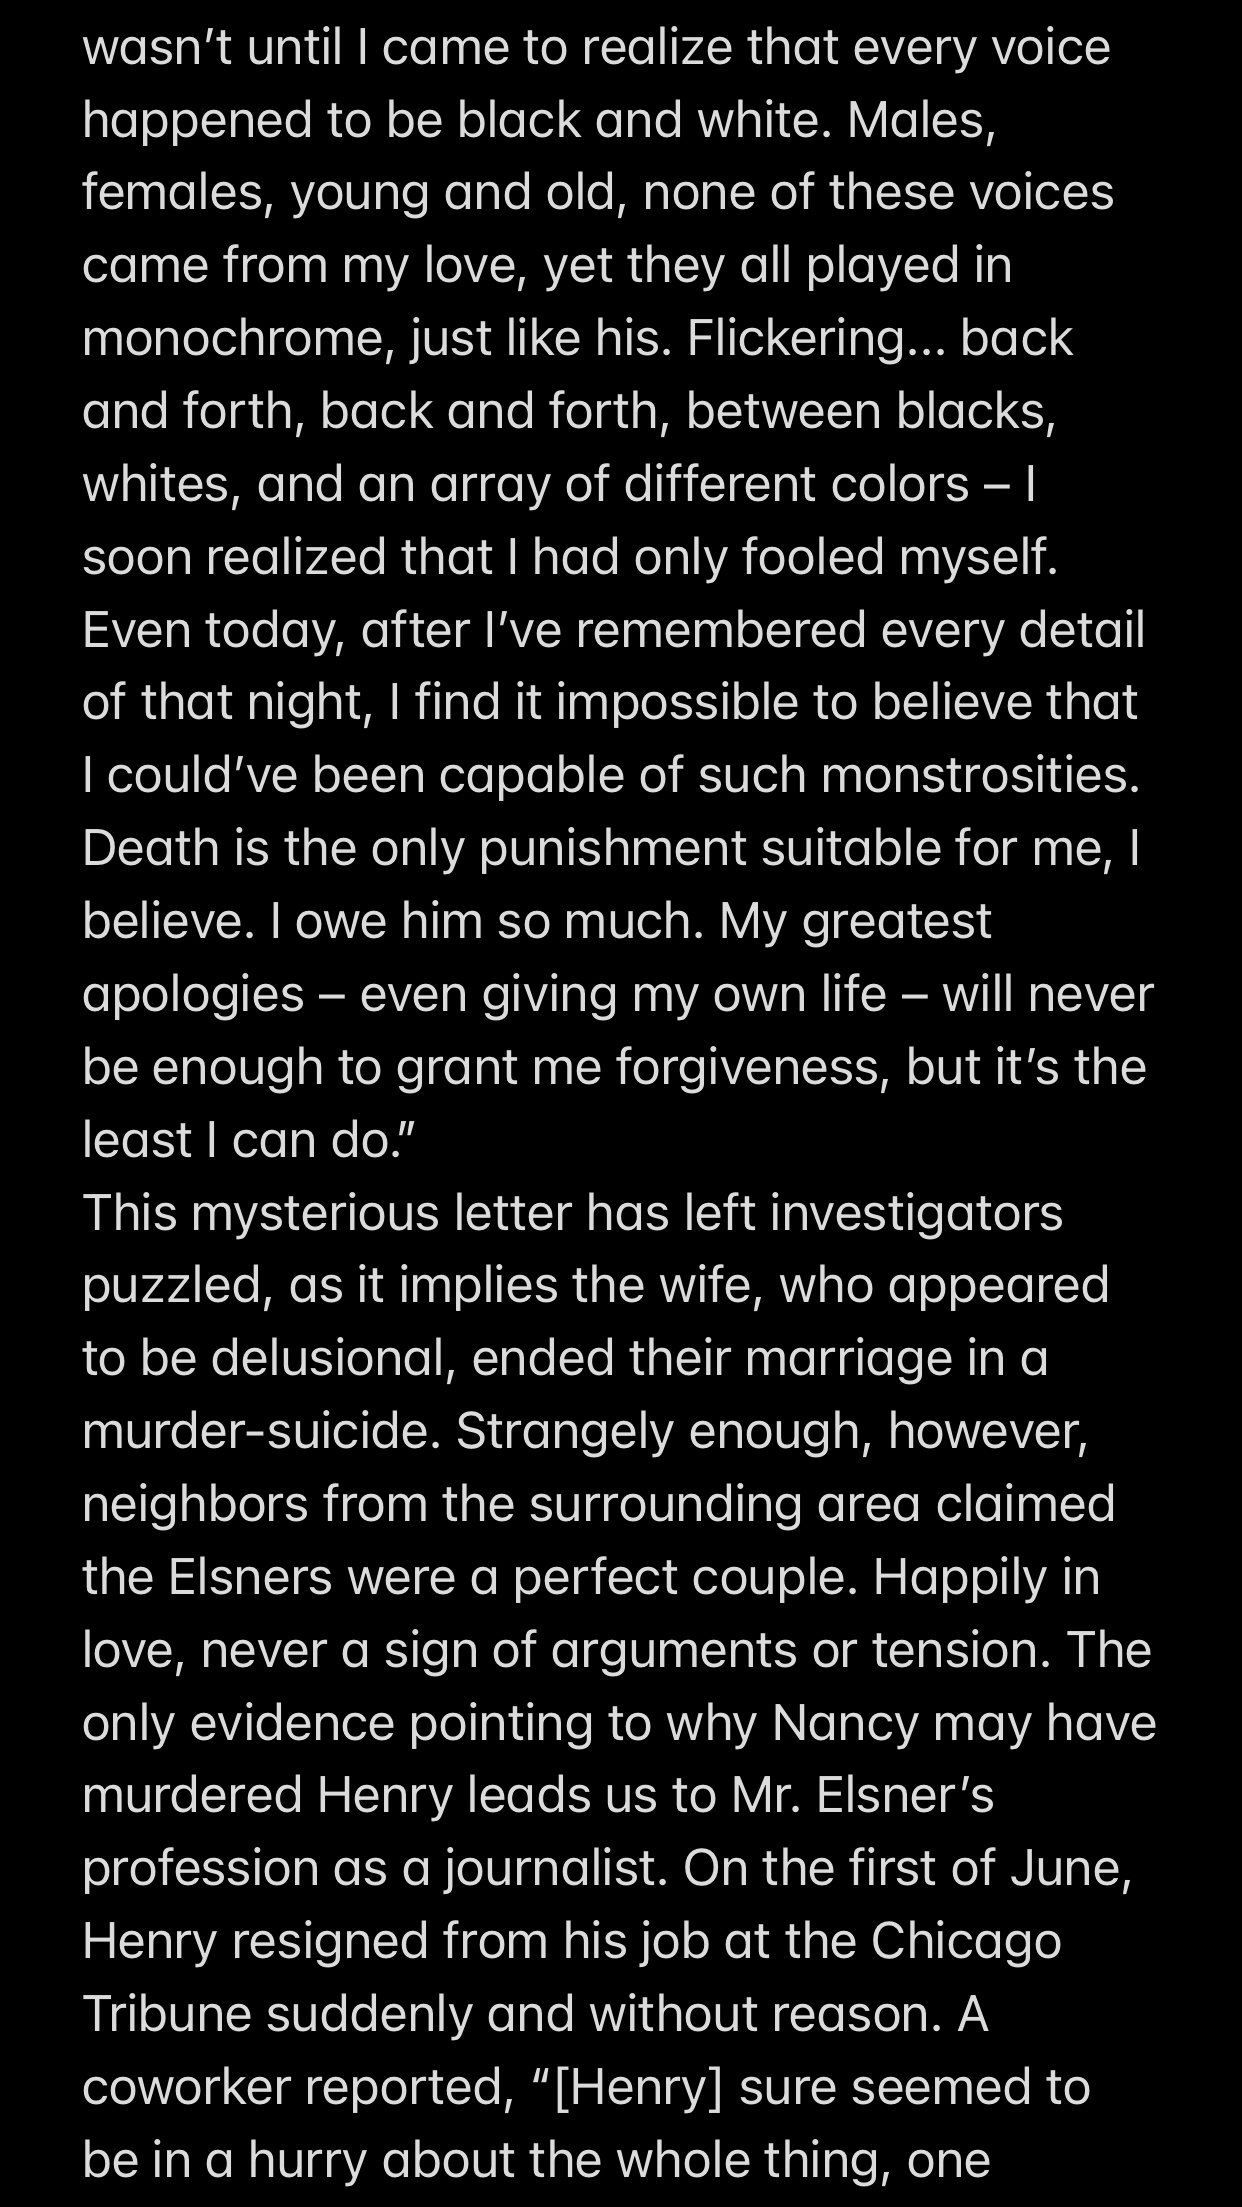 wasn’t until I came to realize that every voice
happened to be black and white. Males,
females, young and old, none of these voices
came from my love, yet they all played in
monochrome, just like his. Flickering... back
and forth, back and forth, between blacks,
whites, and an array of different colors – I
soon realized that I had only fooled myself.
Even today, after I’ve remembered every detail
of that night, I find it impossible to believe that
I could’ve been capable of such monstrosities.
Death is the only punishment suitable for me, I
believe. I owe him so much. My greatest
apologies – even giving my own life – will never
be enough to grant me forgiveness, but it’s the
least I can do.”
This mysterious letter has left investigators
puzzled, as it implies the wife, who appeared
to be delusional, ended their marriage in a
murder-suicide. Strangely enough, however,
neighbors from the surrounding area claimed
the Elsners were a perfect couple. Happily in
love, never a sign of arguments or tension. The
only evidence pointing to why Nancy may have
murdered Henry leads us to Mr. Elsner’s
profession as a journalist. On the first of June,
Henry resigned from his job at the Chicago
Tribune suddenly and without reason. A
coworker reported, “[Henry] sure seemed to
be in a hurry about the whole thing, one